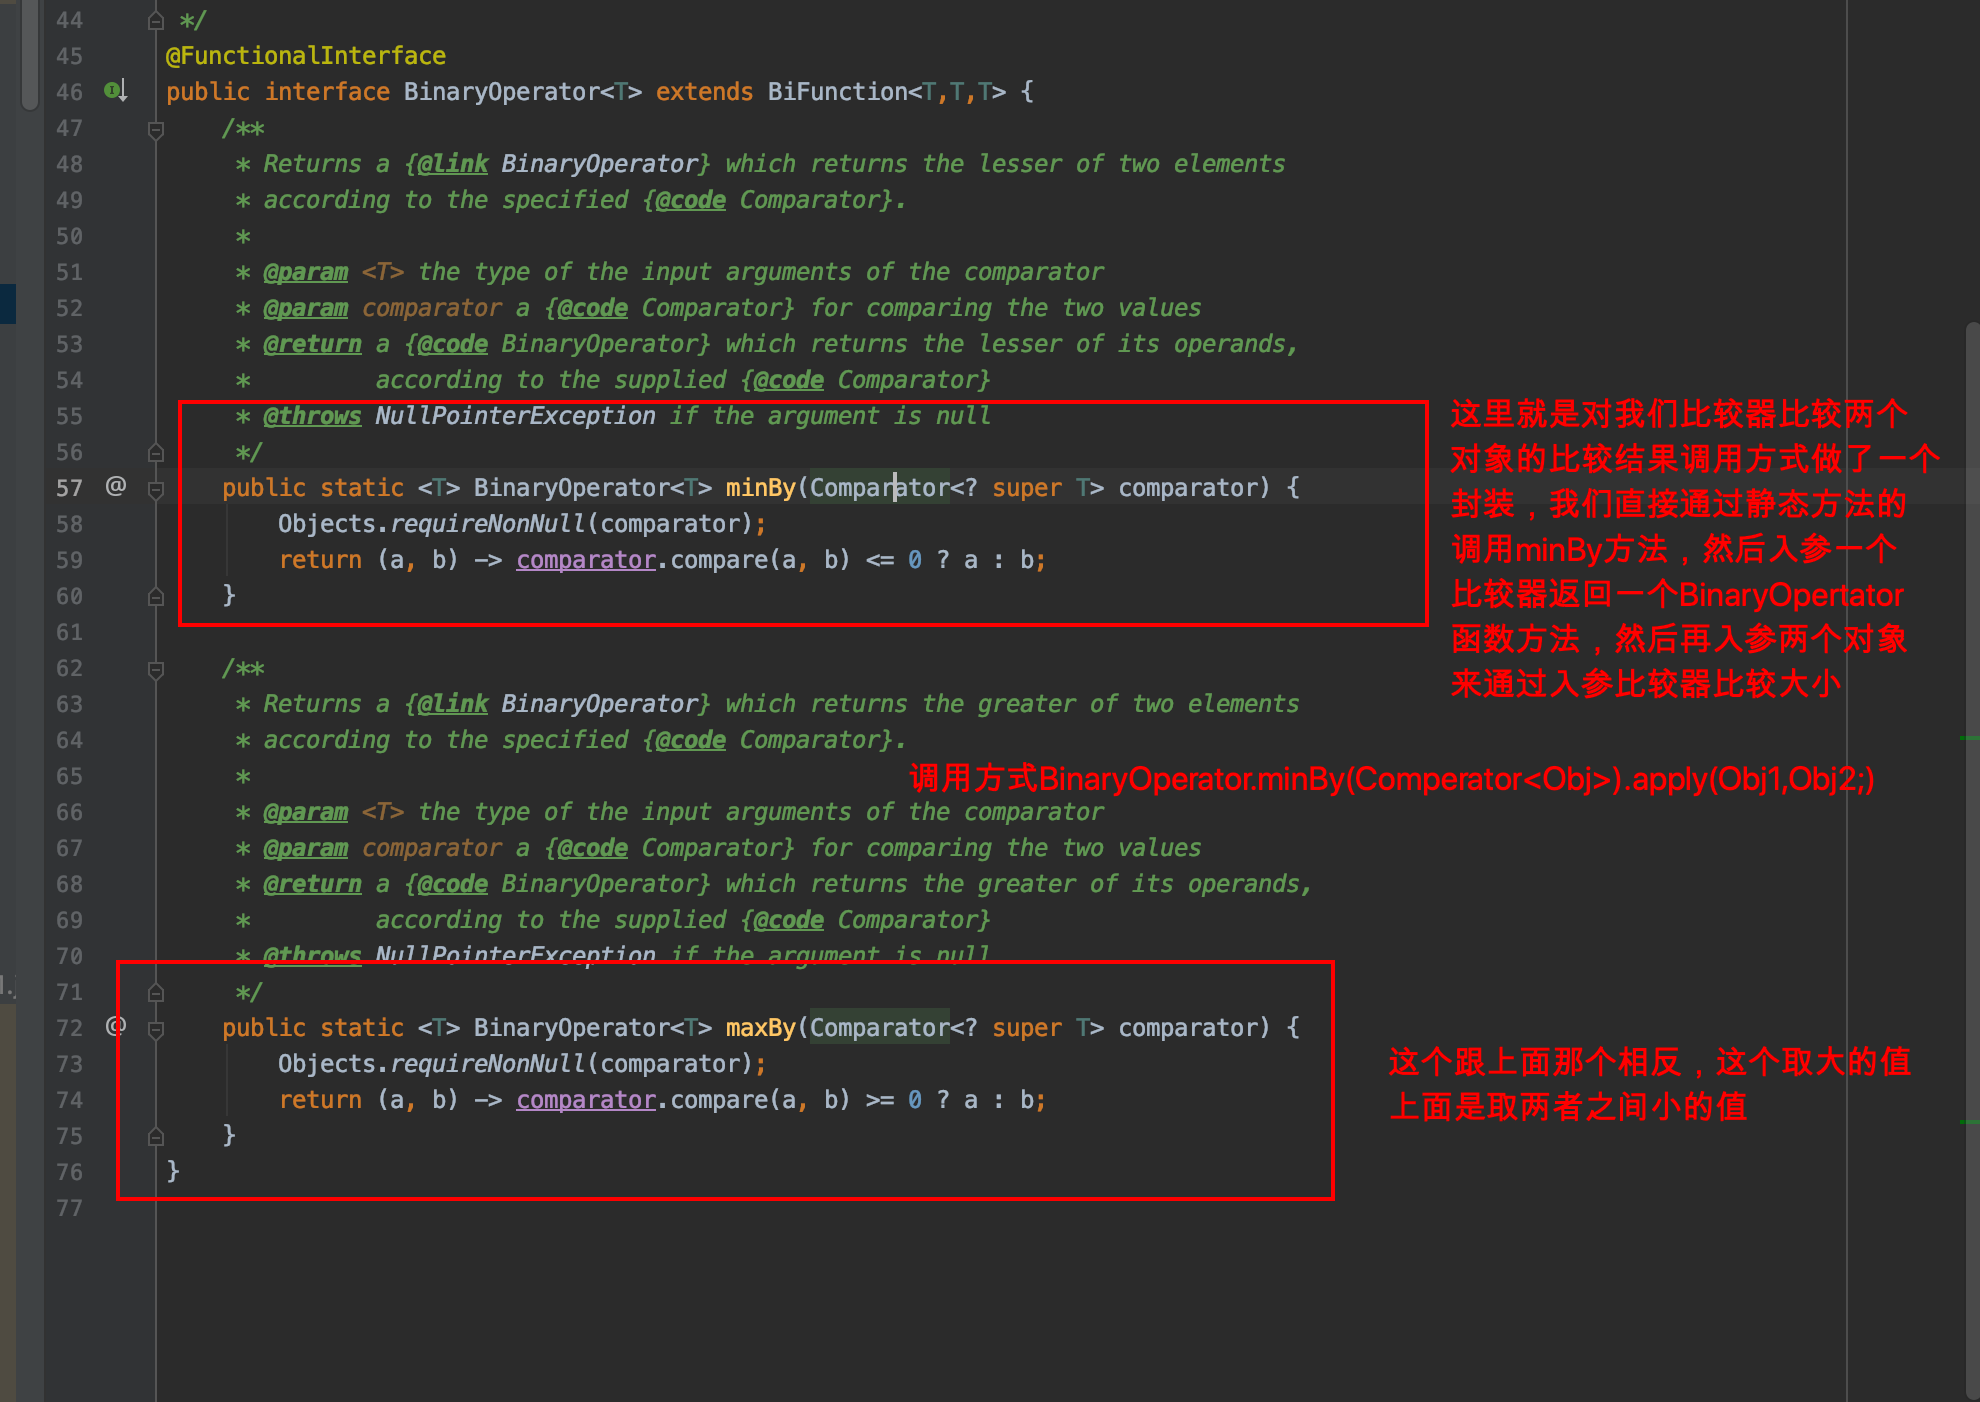 44 */
45 @FunctionalInterface
46 public interface BinaryOperator<T> extends BiFunction<T,T,T> {
47 /**
48 * Returns a {@link BinaryOperator} which returns the lesser of two elements
49 * according to the specified {@code Comparator}.
50 *
51 * @param <T> the type of the input arguments of the comparator
52 * @param comparator a {@code Comparator} for comparing the two values
53 * @return a {@code BinaryOperator} which returns the lesser of its operands,
54 * according to the supplied {@code Comparator}
55 * @throws NullPointerException if the argument is null
56 */
57 @ public static <T> BinaryOperator<T> minBy(Comparator<? super T> comparator) {
58 Objects.requireNonNull(comparator);
59 return (a, b) -> comparator.compare(a, b) <= 0 ? a : b;
60 }
61
这里就是对我们比较器比较两个
对象的比较结果调用方式做了一个
封装，我们直接通过静态方法的
调用minBy方法，然后入参一个
比较器返回一个BinaryOpertator
函数方法，然后再入参两个对象
来通过入参比较器比较大小
62 /**
63 * Returns a {@link BinaryOperator} which returns the greater of two elements
64 * according to the specified {@code Comparator}.
65 *
调用方式BinaryOperator.minBy(Comperator<Obj>).apply(Obj1,Obj2;)
66 * @param <T> the type of the input arguments of the comparator
67 * @param comparator a {@code Comparator} for comparing the two values
68 * @return a {@code BinaryOperator} which returns the greater of its operands,
69 * according to the supplied {@code Comparator}
70 * @throws NullPointerException if the argument is null
71 */
72 @ public static <T> BinaryOperator<T> maxBy(Comparator<? super T> comparator) {
73 Objects.requireNonNull(comparator);
74 return (a, b) -> comparator.compare(a, b) >= 0 ? a : b;
75 }
76 }
77
这个跟上面那个相反，这个取大的值
上面是取两者之间小的值